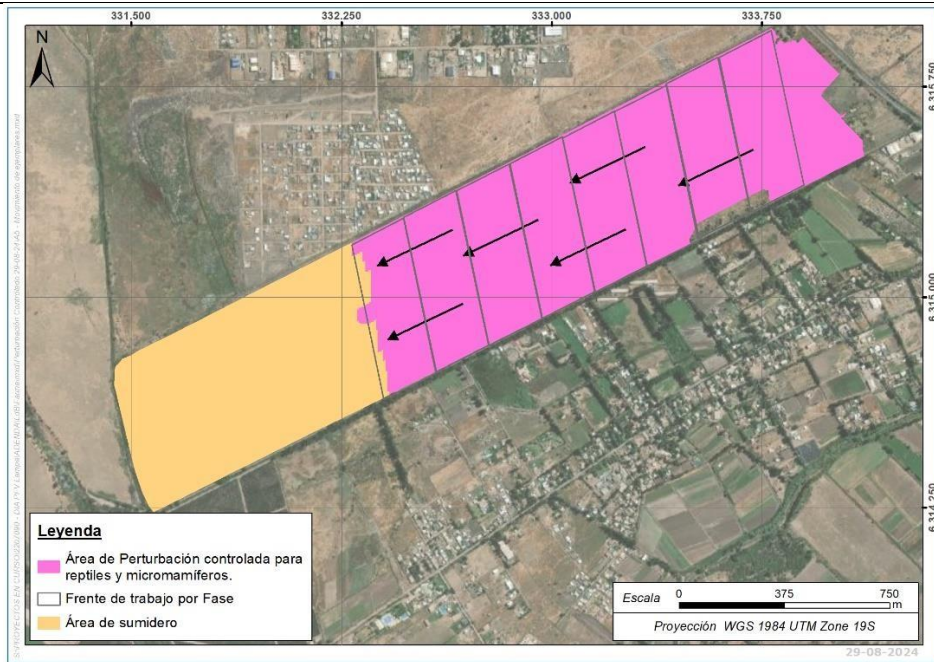 331.500 332.250 333.000 333.750
N
6.315.750
6.315.000
6.314.250
Leyenda
Área de Perturbación controlada para
reptiles y micromamíferos.
Frente de trabajo por Fase
Área de sumidero
Escala 0 375 750
m
Proyección WGS 1984 UTM Zone 19S
29-08-2024